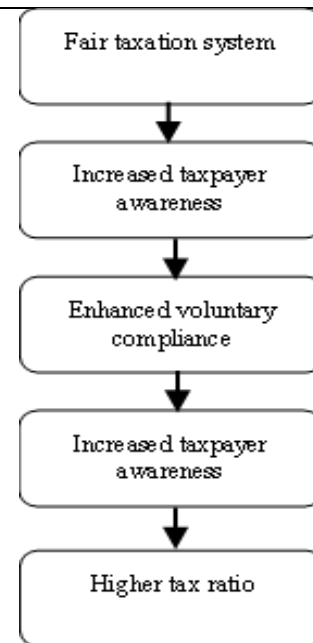 Fair taxation system
Increased taxpayer
awareness
Enhanced voluntary
compliance
Increased taxpayer
awareness
Higher tax ratio